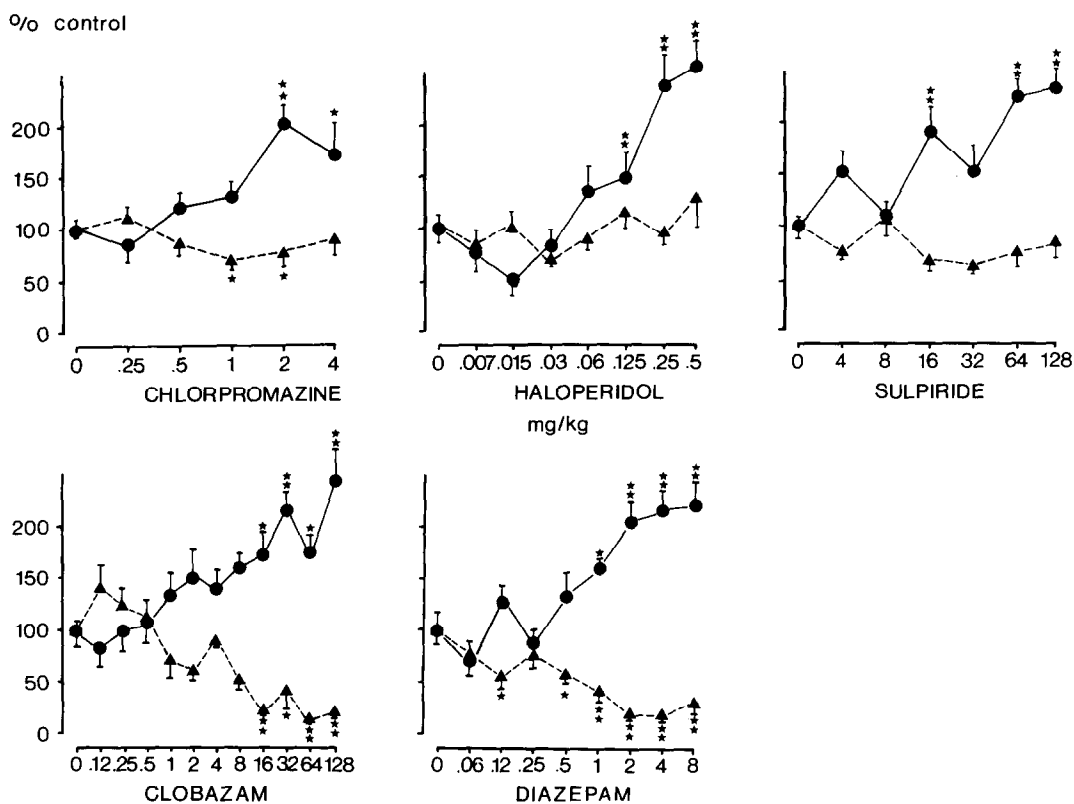 % control
200
150
100
50
0
0 .25 .5 1 2 4
CHLORPROMAZINE
0 .007 .015 .03 .06 .125 .25 .5
HALOPERIDOL
mg/kg
0 4 8 16 32 64 128
SULPIRIDE
200
150
100
50
0
0 .12 .25 .5 1 2 4 8 16 32 64 128
CLOBAZAM
0 .06 .12 .25 .5 1 2 4 8
DIAZEPAM